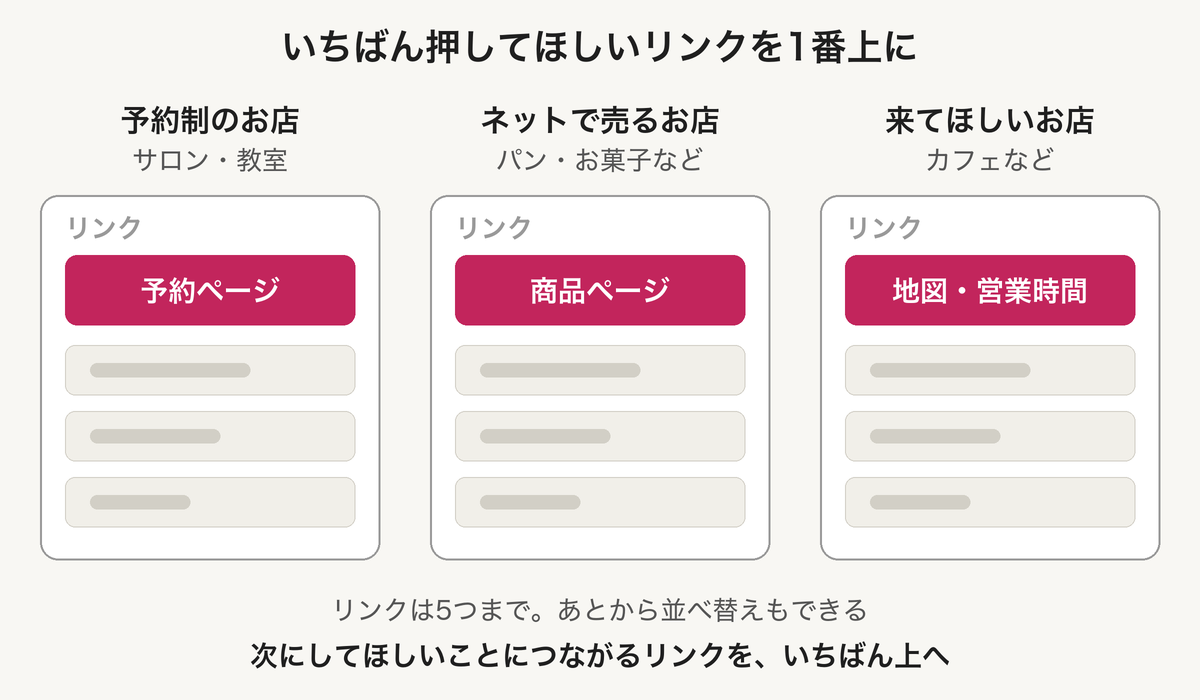 いちばん押してほしいリンクを1番上に
予約制のお店
サロン・教室
リンク
予約ページ
ネットで売るお店
パン・お菓子など
リンク
商品ページ
来てほしいお店
カフェなど
リンク
地図・営業時間
リンクは5つまで。あとから並べ替えもできる
次にしてほしいことにつながるリンクを、いちばん上へ